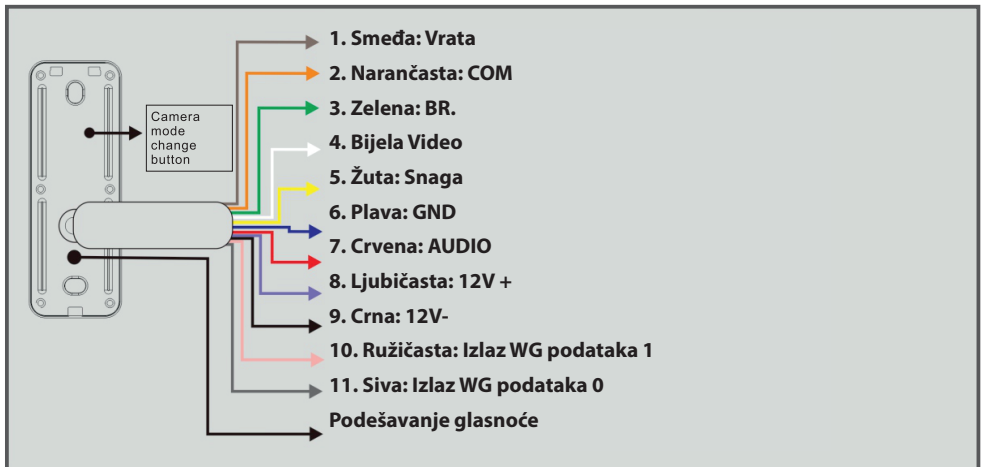 1. Smeđa: Vrata
2. Narančasta: COM
3. Zelena: BR.
Camera
mode
change
button
4. Bijela Video
5. Žuta: Snaga
6. Plava: GND
7. Crvena: AUDIO
8. Ljubičasta: 12V +
9. Crna: 12V-
10. Ružičasta: Izlaz WG podataka 1
11. Siva: Izlaz WG podataka 0
Podešavanje glasnoće